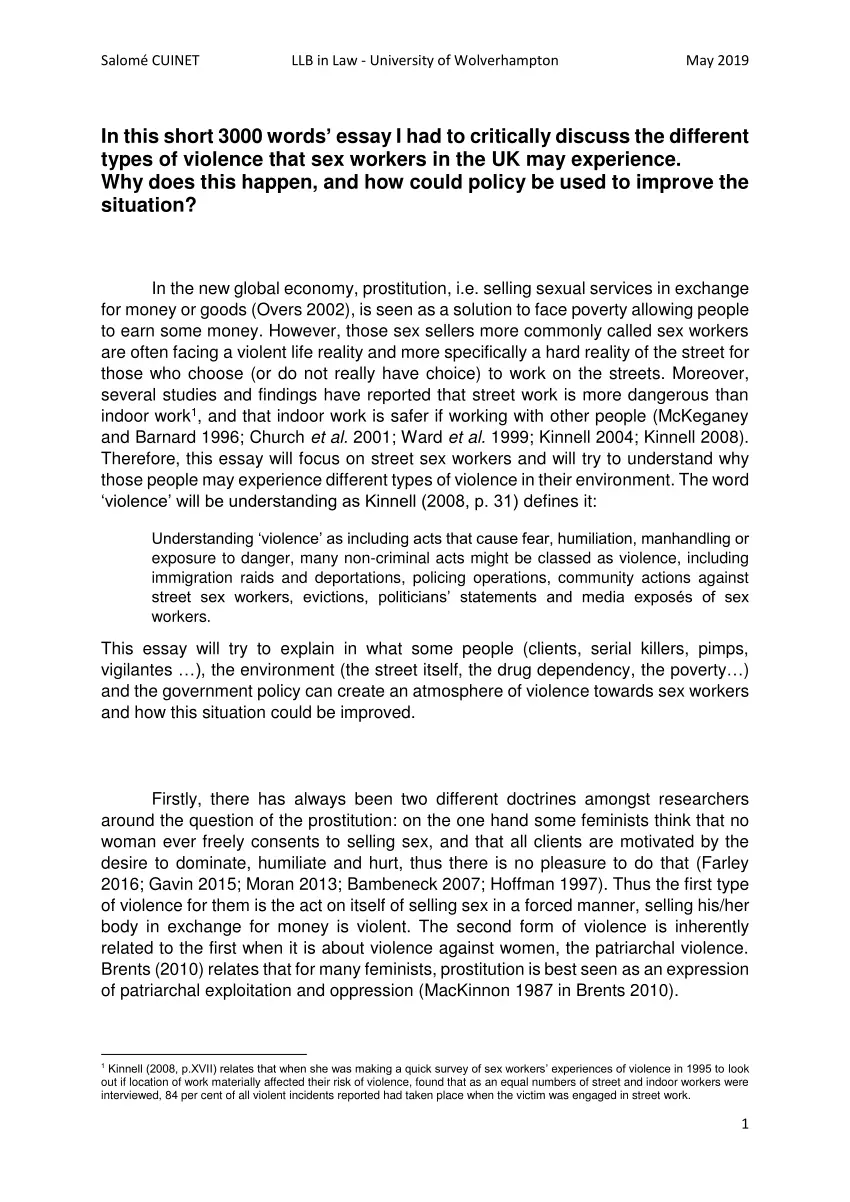 Salomé CUINET LLB in Law - University of Wolverhampton May 2019
In this short 3000 words’ essay I had to critically discuss the different
types of violence that sex workers in the UK may experience.
Why does this happen, and how could policy be used to improve the
situation?
In the new global economy, prostitution, i.e. selling sexual services in exchange
for money or goods (Overs 2002), is seen as a solution to face poverty allowing people
to earn some money. However, those sex sellers more commonly called sex workers
are often facing a violent life reality and more specifically a hard reality of the street for
those who choose (or do not really have choice) to work on the streets. Moreover,
several studies and findings have reported that street work is more dangerous than
indoor work¹, and that indoor work is safer if working with other people (McKeganey
and Barnard 1996; Church et al. 2001; Ward et al. 1999; Kinnell 2004; Kinnell 2008).
Therefore, this essay will focus on street sex workers and will try to understand why
those people may experience different types of violence in their environment. The word
‘violence’ will be understanding as Kinnell (2008, p. 31) defines it:
Understanding ‘violence’ as including acts that cause fear, humiliation, manhandling or
exposure to danger, many non-criminal acts might be classed as violence, including
immigration raids and deportations, policing operations, community actions against
street sex workers, evictions, politicians’ statements and media exposés of sex
workers.
This essay will try to explain in what some people (clients, serial killers, pimps,
vigilantes …), the environment (the street itself, the drug dependency, the poverty…)
and the government policy can create an atmosphere of violence towards sex workers
and how this situation could be improved.
Firstly, there has always been two different doctrines amongst researchers
around the question of the prostitution: on the one hand some feminists think that no
woman ever freely consents to selling sex, and that all clients are motivated by the
desire to dominate, humiliate and hurt, thus there is no pleasure to do that (Farley
2016; Gavin 2015; Moran 2013; Bambeneck 2007; Hoffman 1997). Thus the first type
of violence for them is the act on itself of selling sex in a forced manner, selling his/her
body in exchange for money is violent. The second form of violence is inherently
related to the first when it is about violence against women, the patriarchal violence.
Brents (2010) relates that for many feminists, prostitution is best seen as an expression
of patriarchal exploitation and oppression (MacKinnon 1987 in Brents 2010).
¹ Kinnell (2008, p.XVII) relates that when she was making a quick survey of sex workers’ experiences of violence in 1995 to look
out if location of work materially affected their risk of violence, found that as an equal numbers of street and indoor workers were
interviewed, 84 per cent of all violent incidents reported had taken place when the victim was engaged in street work.
1